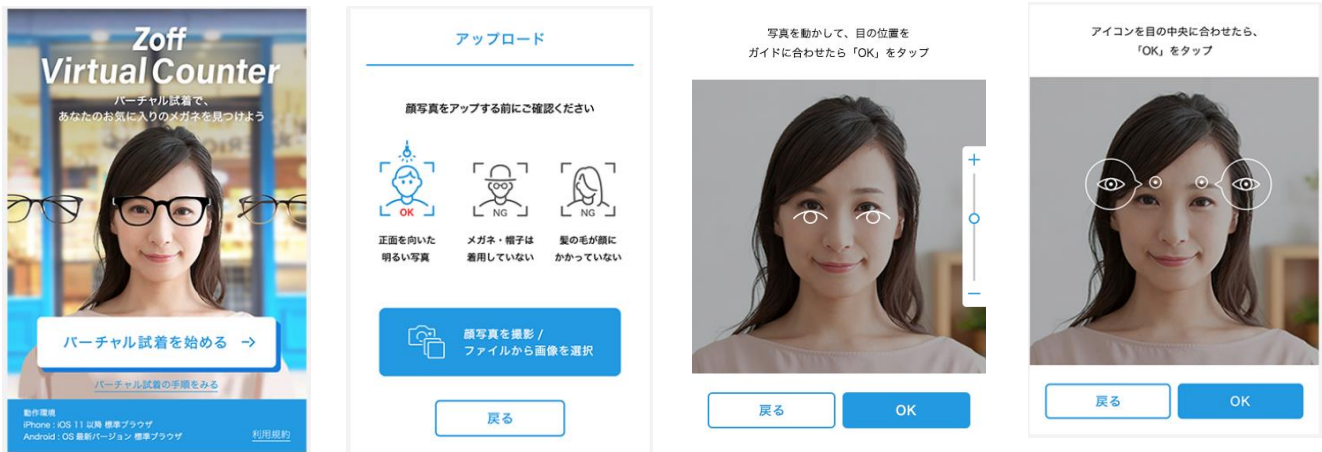 Zoff
Virtual Counter
バーチャル試着で、
あなたのお気に入りのメガネを見つけよう
バーチャル試着を始める →
バーチャル試着の手順をみる
動作環境
iPhone : iOS 11 以降 標準ブラウザ
Android : OS 最新バージョン 標準ブラウザ
利用規約
アップロード
顔写真をアップする前にご確認ください
OK
NG
NG
正面を向いた
明るい写真
メガネ・帽子は
着用していない
髪の毛が顔に
かかっていない
顔写真を撮影 /
ファイルから画像を選択
戻る
写真を動かして、目の位置を
ガイドに合わせたら「OK」をタップ
戻る
OK
アイコンを目の中央に合わせたら、
「OK」をタップ
戻る
OK